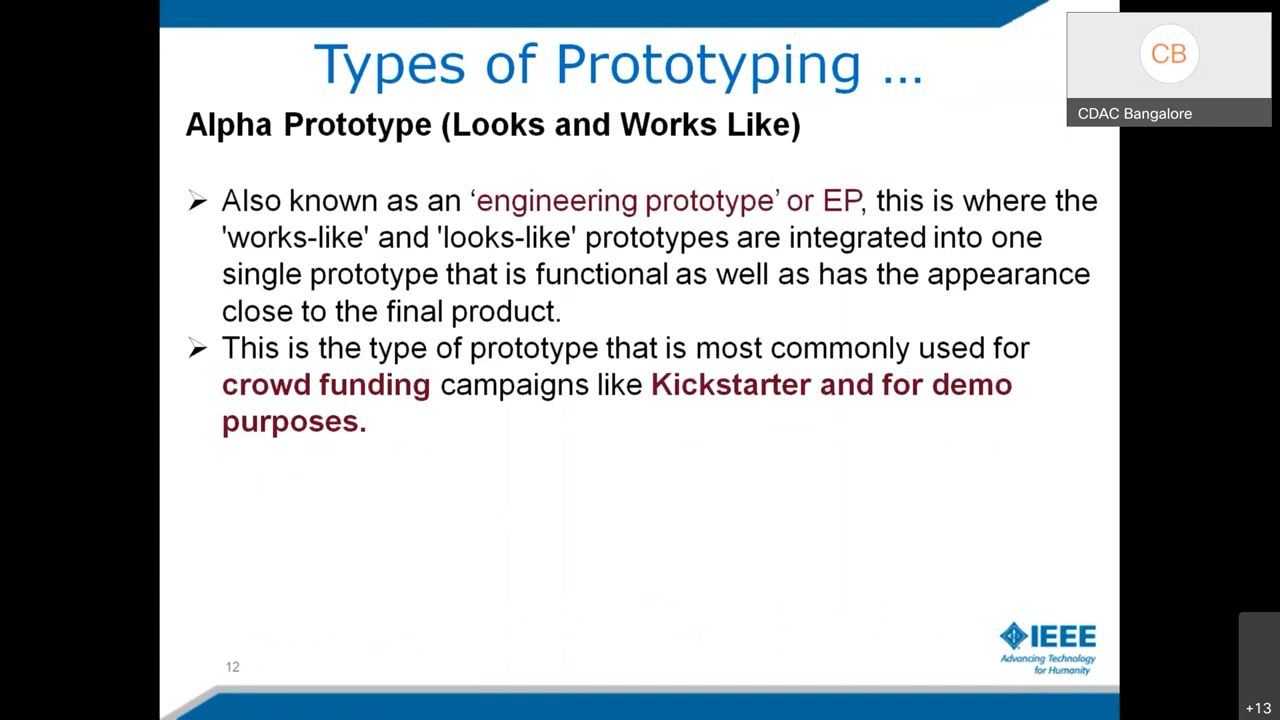 Types of Prototyping ...
CB
CDAC Bangalore
Alpha Prototype (Looks and Works Like)
➢ Also known as an ‘engineering prototype’ or EP, this is where the
'works-like' and 'looks-like' prototypes are integrated into one
single prototype that is functional as well as has the appearance
close to the final product.
➢ This is the type of prototype that is most commonly used for
crowd funding campaigns like Kickstarter and for demo
purposes.
12
IEEE
Advancing Technology
for Humanity
+13